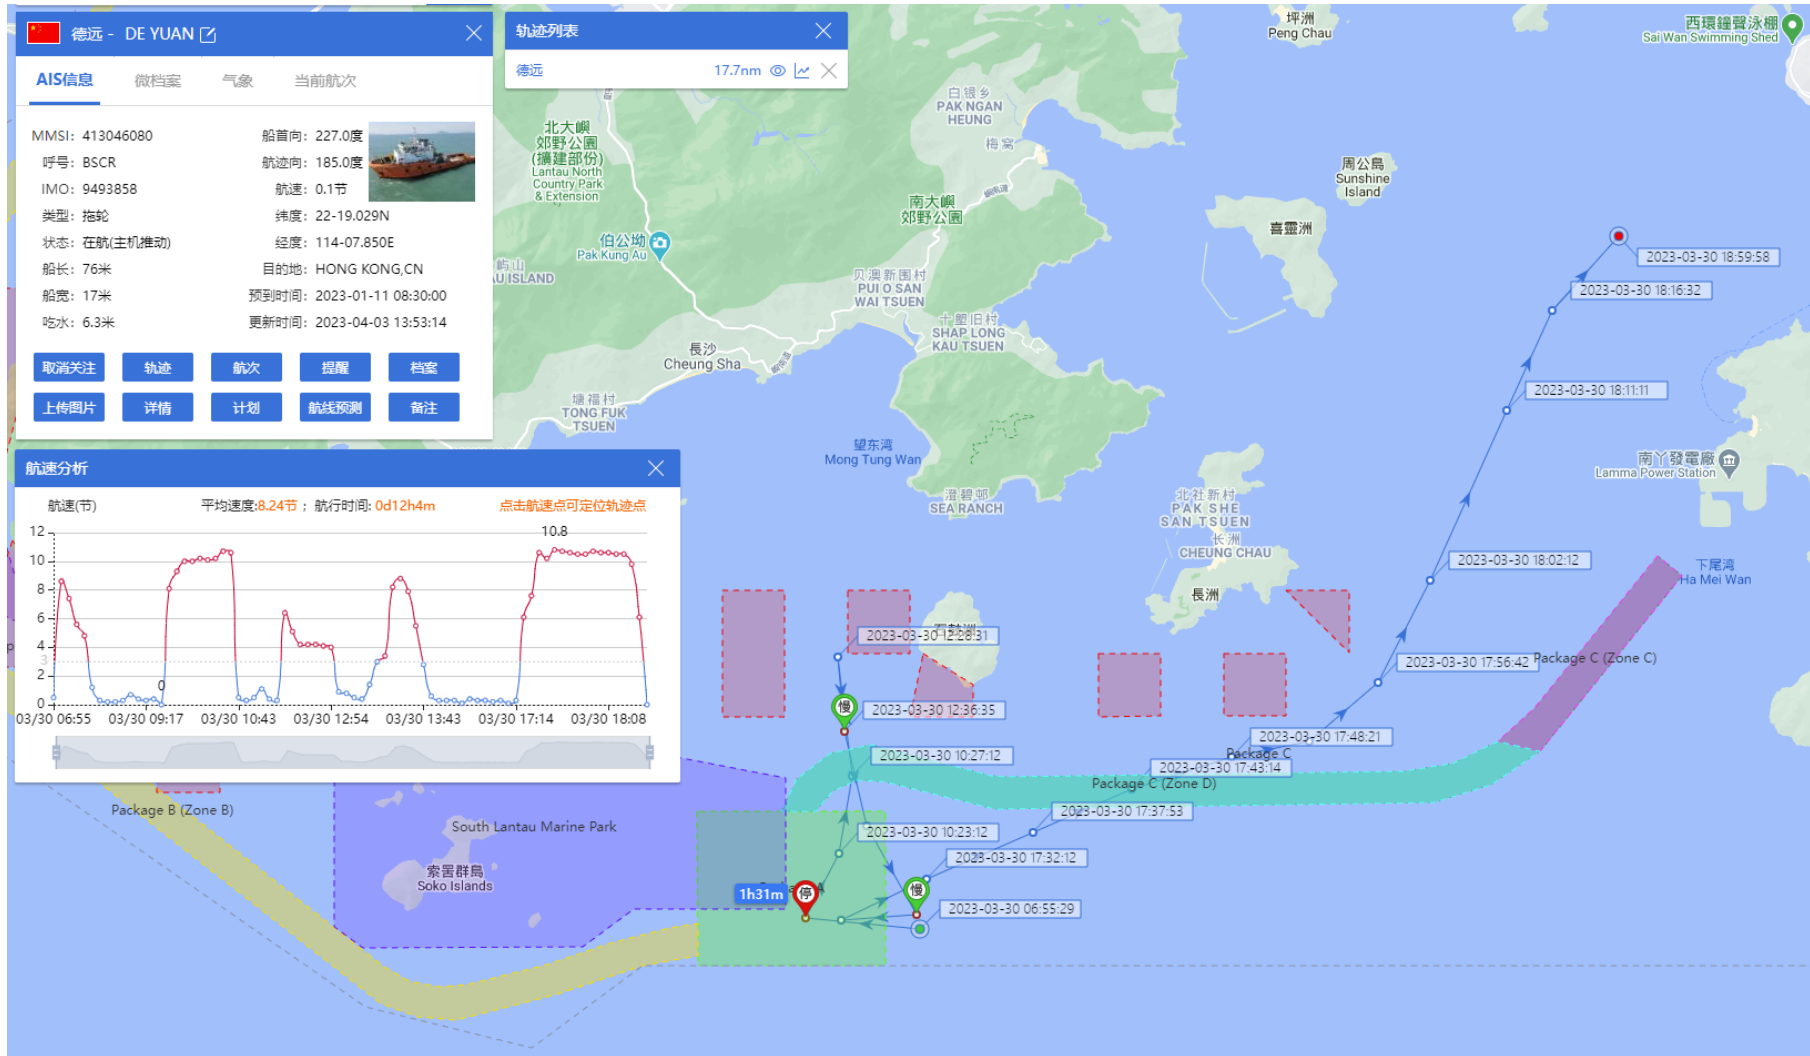 德远 - DE YUAN
AIS信息 微档案 气象 当前航次
MMSI: 413046080
船首向: 227.0度
呼号: BSCR
航迹向: 185.0度
IMO: 9493858
航速: 0.1节
类型: 拖轮
纬度: 22-19.029N
状态: 在航(主机推动)
经度: 114-07.850E
船长: 76米
目的地: HONG KONG,CN
船宽: 17米
预到时间: 2023-01-11 08:30:00
吃水: 6.3米
更新时间: 2023-04-03 13:53:14
取消关注 轨迹 航次 提醒 档案
上传图片 详情 计划 航线预测 备注
轨迹列表
德远 17.7nm
航速分析
航速(节)
平均速度:8.24节 ; 航行时间: 0d12h4m
点击航速点可定位轨迹点
12
10
8
6
4
3
2
0
10.8
0
03/30 06:55 03/30 09:17 03/30 10:43 03/30 12:54 03/30 13:43 03/30 17:14 03/30 18:08
坪洲
Peng Chau
西環鐘聲泳棚
Sai Wan Swimming Shed
白银乡
PAK NGAN
HEUNG
梅窝
北大嶼
郊野公園
(擴建部份)
Lantau North
Country Park
& Extension
周公島
Sunshine
Island
南大嶼
郊野公園
喜靈洲
伯公坳
Pak Kung Au
屿山
AU ISLAND
贝澳新围村
PUI O SAN
WAI TSUEN
十塱旧村
SHAP LONG
KAU TSUEN
長沙
Cheung Sha
塘福村
TONG FUK
TSUEN
望东湾
Mong Tung Wan
澄碧邨
SEA RANCH
北社新村
PAK SHE
SAN TSUEN
长洲
CHEUNG CHAU
長洲
南丫發電廠
Lamma Power Station
下尾湾
Ha Mei Wan
2023-03-30 18:59:58
2023-03-30 18:16:32
2023-03-30 18:11:11
2023-03-30 18:02:12
2023-03-30 12:28:31
2023-03-30 17:56:42
Package C (Zone C)
慢
2023-03-30 12:36:35
2023-03-30 17:48:21
Package C
2023-03-30 10:27:12
2023-03-30 17:43:14
Package C (Zone D)
2023-03-30 17:37:53
Package B (Zone B)
South Lantau Marine Park
2023-03-30 10:23:12
2023-03-30 17:32:12
索罟群島
Soko Islands
1h31m
停
A
慢
2023-03-30 06:55:29